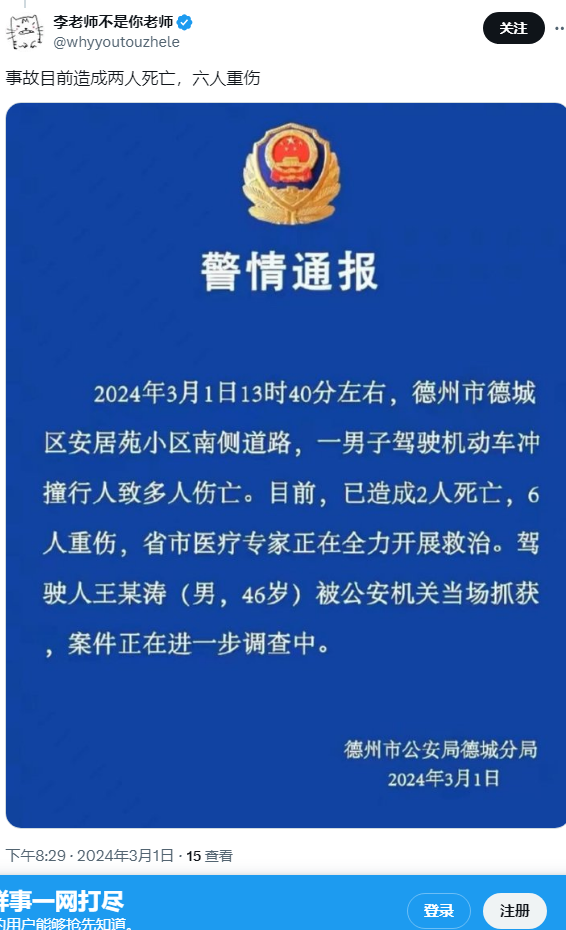 李老师不是你老师
@whyyoutouzhele
关注
事故目前造成两人死亡，六人重伤
警情通报
2024年3月1日13时40分左右，德州市德城
区安居苑小区南侧道路，一男子驾驶机动车冲
撞行人致多人伤亡。目前，已造成2人死亡，6
人重伤，省市医疗专家正在全力开展救治。驾
驶人王某涛（男，46岁）被公安机关当场抓获
，案件正在进一步调查中。
德州市公安局德城分局
2024年3月1日
下午8:29 · 2024年3月1日 · 15 查看
鲜事一网打尽
的用户能够抢先知道。
登录
注册